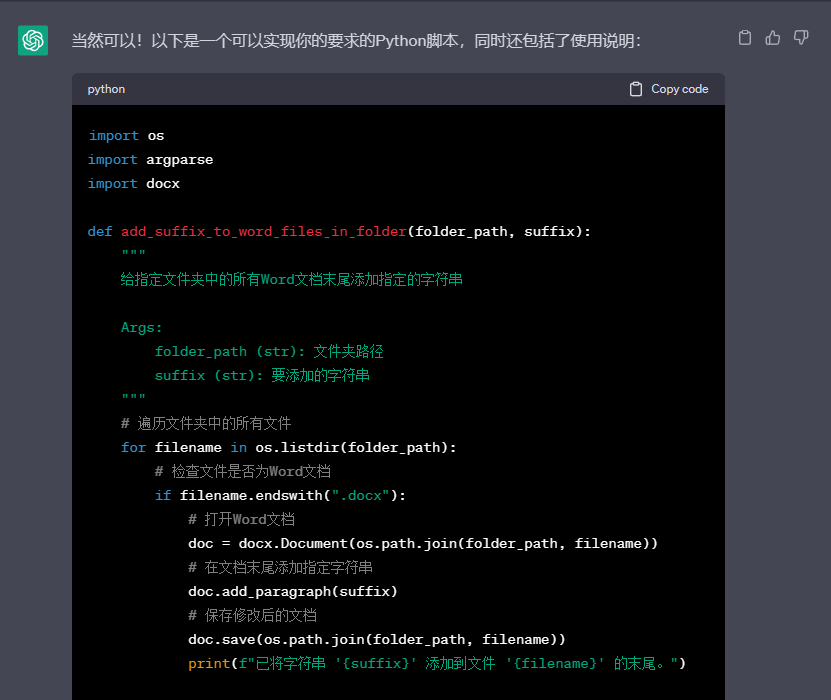 当然可以！以下是一个可以实现你的要求的Python脚本，同时还包括了使用说明：
python
Copy code
import os
import argparse
import docx
def add_suffix_to_word_files_in_folder(folder_path, suffix):
"""
给指定文件夹中的所有Word文档末尾添加指定的字符串
Args:
folder_path (str): 文件夹路径
suffix (str): 要添加的字符串
"""
# 遍历文件夹中的所有文件
for filename in os.listdir(folder_path):
# 检查文件是否为Word文档
if filename.endswith(".docx"):
# 打开Word文档
doc = docx.Document(os.path.join(folder_path, filename))
# 在文档末尾添加指定字符串
doc.add_paragraph(suffix)
# 保存修改后的文档
doc.save(os.path.join(folder_path, filename))
print(f"已将字符串 '{suffix}' 添加到文件 '{filename}' 的末尾。")